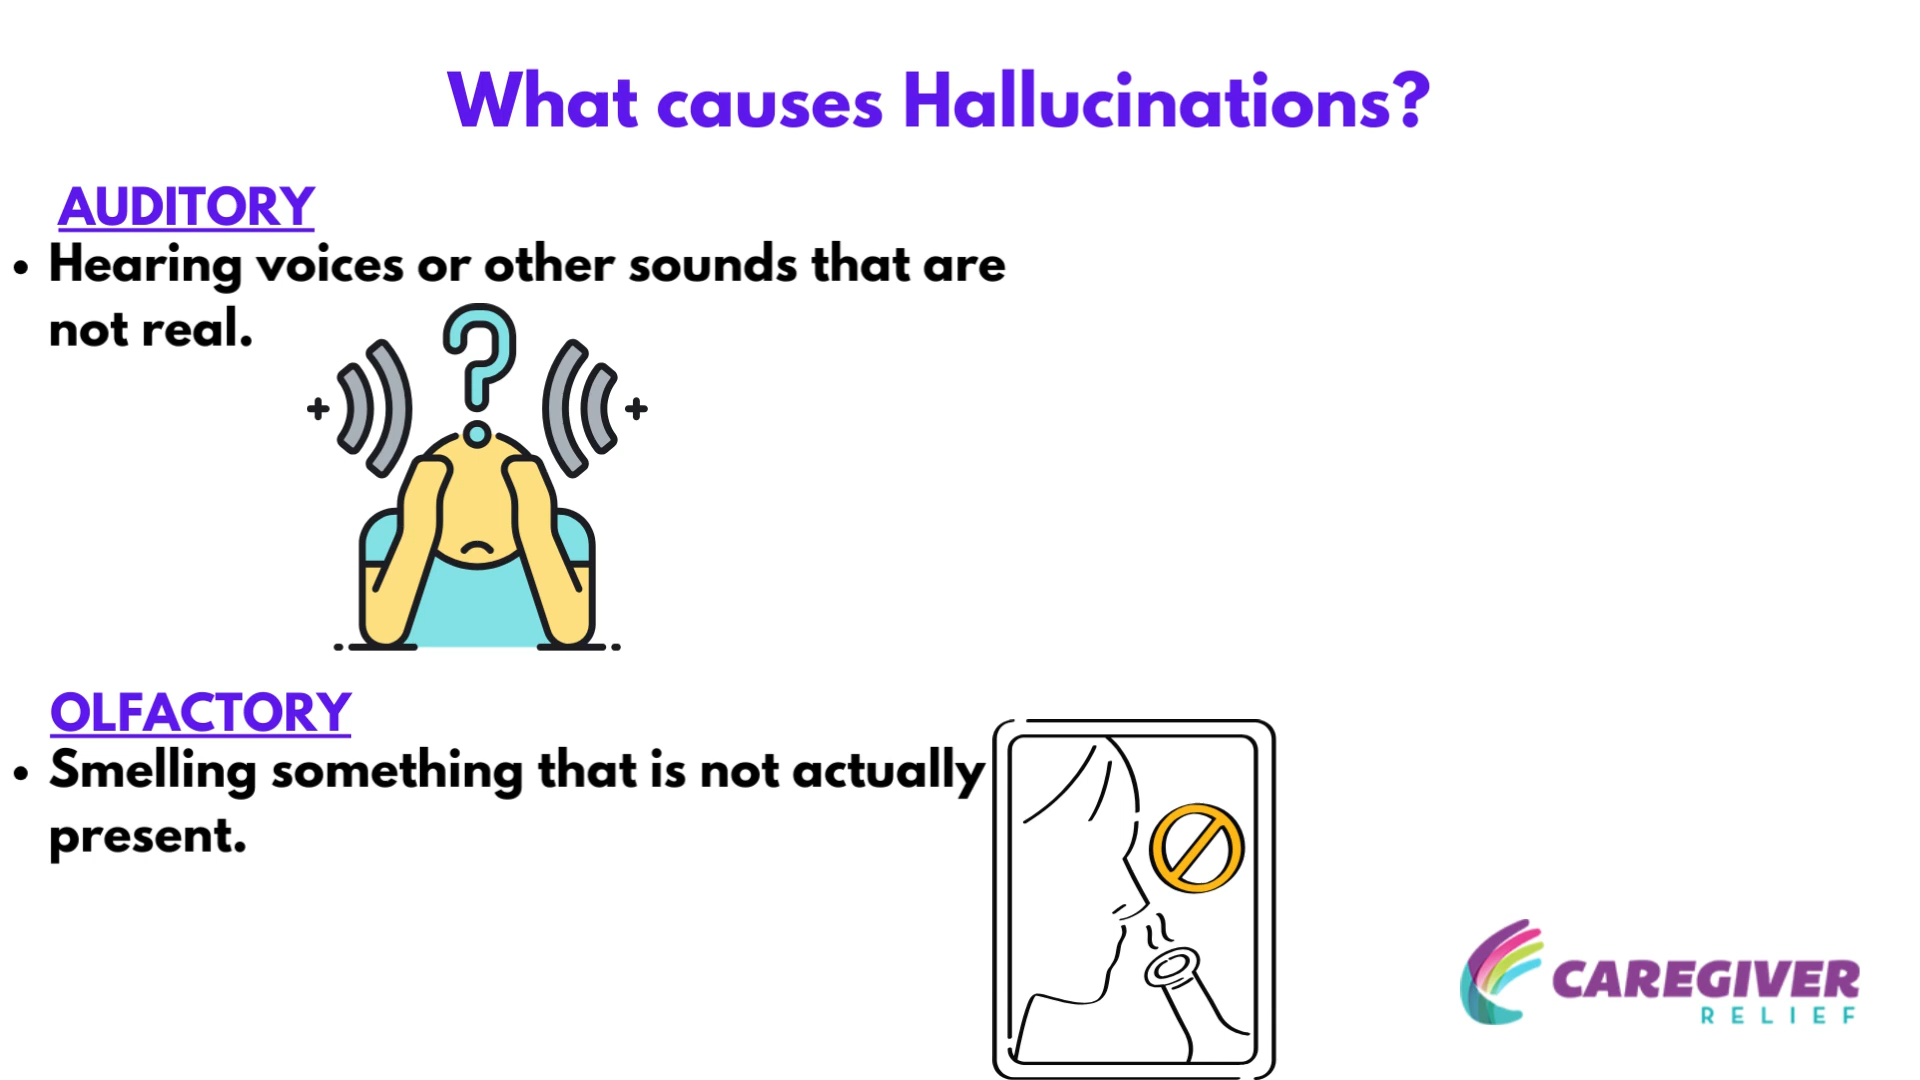 What causes Hallucinations?
AUDITORY
• Hearing voices or other sounds that are
not real.
OLFACTORY
• Smelling something that is not actually
present.
CAREGIVER
RELIEF